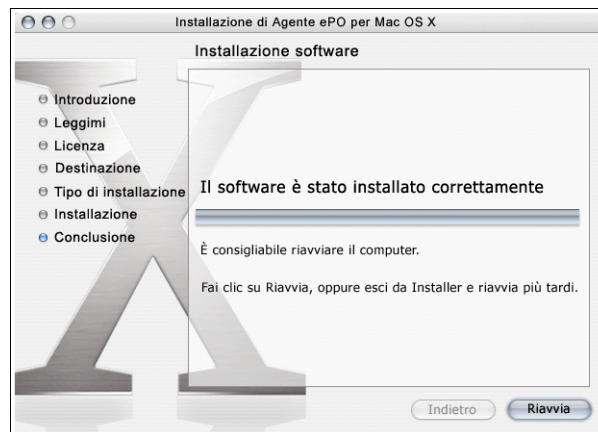 Installazione di Agente ePO per Mac OS X
Installazione software
Introduzione
Leggimi
Licenza
Destinazione
Tipo di installazione
Installazione
Conclusione
Il software è stato installato correttamente
È consigliabile riavviare il computer.
Fai clic su Riavvia, oppure esci da Installer e riavvia più tardi.
Indietro
Riavvia